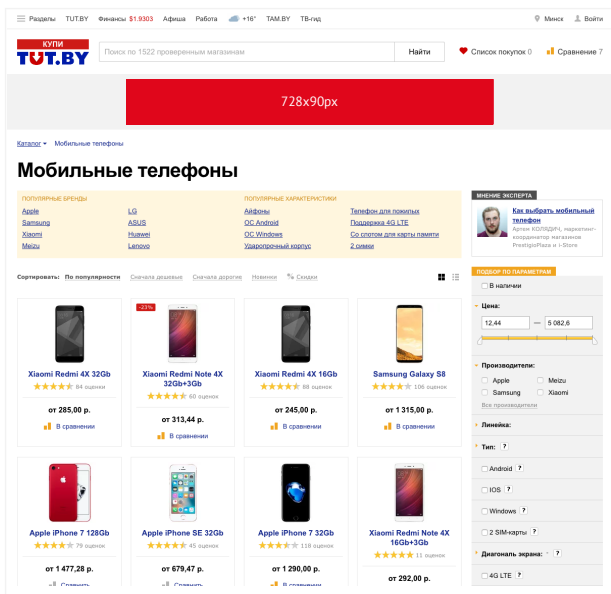 Разделы TUT.BY Финансы $1.9303 Афиша Работа +16° TAM.BY ТВ-гид Минск Войти
КУПИ
TUT.BY
Поиск по 1522 проверенным магазинам Найти Список покупок 0 Сравнение 7
728x90px
Каталог Мобильные телефоны
Мобильные телефоны
ПОПУЛЯРНЫЕ БРЕНДЫ ПОПУЛЯРНЫЕ ХАРАКТЕРИСТИКИ
Apple LG Айфоны Телефон для пожилых
Samsung ASUS ОС Android Поддержка 4G LTE
Xiaomi Huawei ОС Windows Со слотом для карты памяти
Meizu Lenovo Ударопрочный корпус 2 симки
МНЕНИЕ ЭКСПЕРТА
Как выбрать мобильный
телефон
Артем КОЛЯДИЧ, маркетинг-
координатор магазинов
PrestigioPlaza и i-Store
Сортировать: По популярности Сначала дешевые Сначала дорогие Новинки % Скидки
-23%
Xiaomi Redmi 4X 32Gb
84 оценки
от 285,00 р.
В сравнении
Xiaomi Redmi Note 4X
32Gb+3Gb
60 оценок
от 313,44 р.
В сравнении
Xiaomi Redmi 4X 16Gb
88 оценок
от 245,00 р.
В сравнении
Samsung Galaxy S8
106 оценок
от 1 315,00 р.
В сравнении
Apple iPhone 7 128Gb
79 оценок
от 1 477,28 р.
Сравнить
Apple iPhone SE 32Gb
45 оценок
от 679,47 р.
Сравнить
Apple iPhone 7 32Gb
118 оценок
от 1 290,00 р.
В сравнении
Xiaomi Redmi Note 4X
16Gb+3Gb
11 оценок
от 292,00 р.
ПОДБОР ПО ПАРАМЕТРАМ
В наличии
Цена:
12,44 — 5 082,6
Производители:
Apple Meizu
Samsung Xiaomi
Все производители
Линейка:
Тип: ?
Android ?
IOS ?
Windows ?
2 SIM-карты ?
Диагональ экрана: ?
4G LTE ?